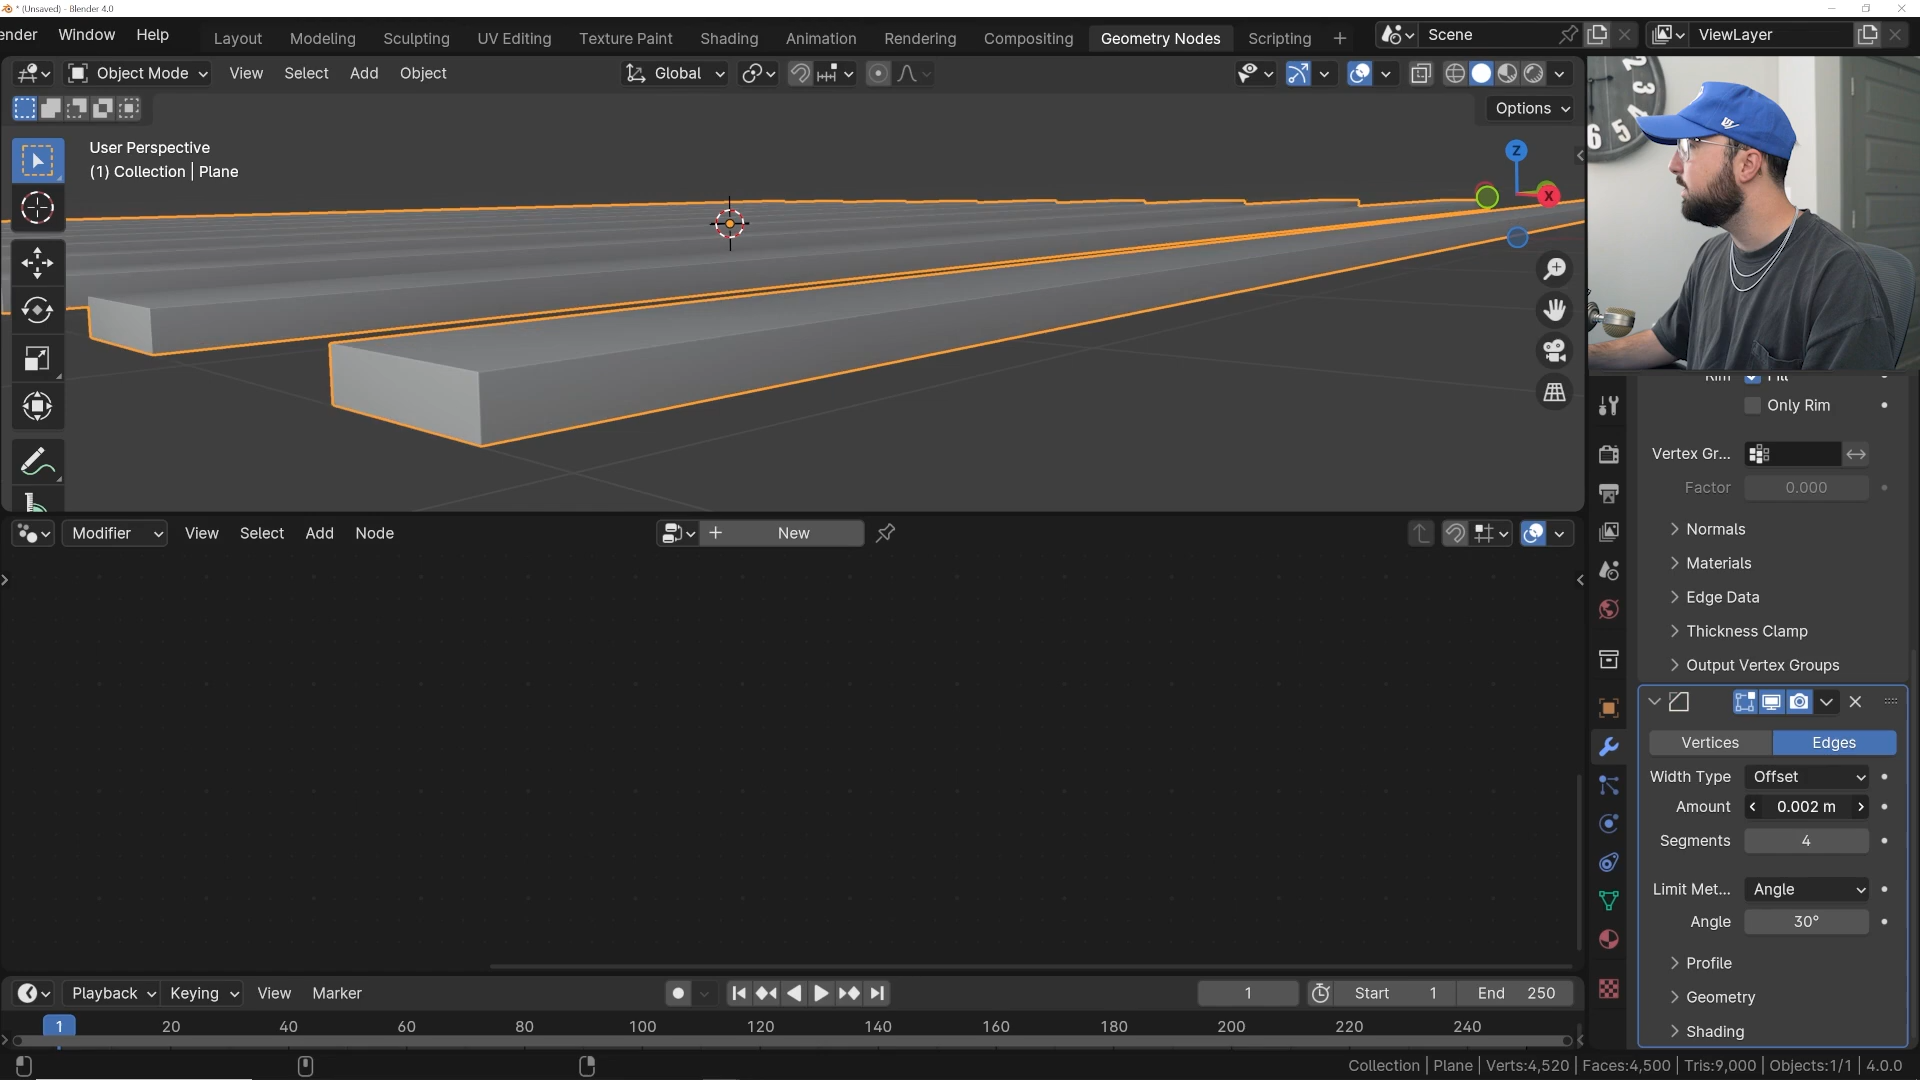 * (Unsaved) - Blender 4.0
ender Window Help Layout Modeling Sculpting UV Editing Texture Paint Shading Animation Rendering Compositing Geometry Nodes Scripting + Scene ViewLayer
Object Mode View Select Add Object Global
Options
User Perspective
(1) Collection | Plane
Z
X
Only Rim
Vertex Gr...
Factor 0.000
Normals
Materials
Edge Data
Thickness Clamp
Output Vertex Groups
Modifier View Select Add Node + New
Vertices Edges
Width Type Offset
Amount 0.002 m
Segments 4
Limit Met... Angle
Angle 30°
Profile
Geometry
Shading
Playback Keying View Marker 1 Start 1 End 250
1 20 40 60 80 100 120 140 160 180 200 220 240
Collection | Plane | Verts:4,520 | Faces:4,500 | Tris:9,000 | Objects:1/1 | 4.0.0